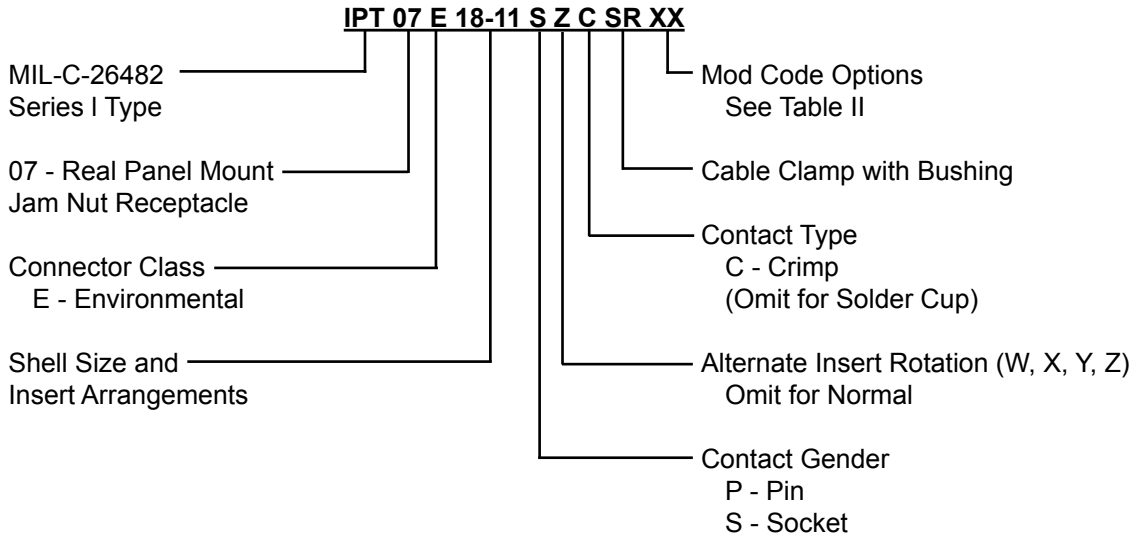 IPT 07 E 18-11 S Z C SR XX
MIL-C-26482
Series I Type
07 - Real Panel Mount
Jam Nut Receptacle
Connector Class
E - Environmental
Shell Size and
Insert Arrangements
Mod Code Options
See Table II
Cable Clamp with Bushing
Contact Type
C - Crimp
(Omit for Solder Cup)
Alternate Insert Rotation (W, X, Y, Z)
Omit for Normal
Contact Gender
P - Pin
S - Socket